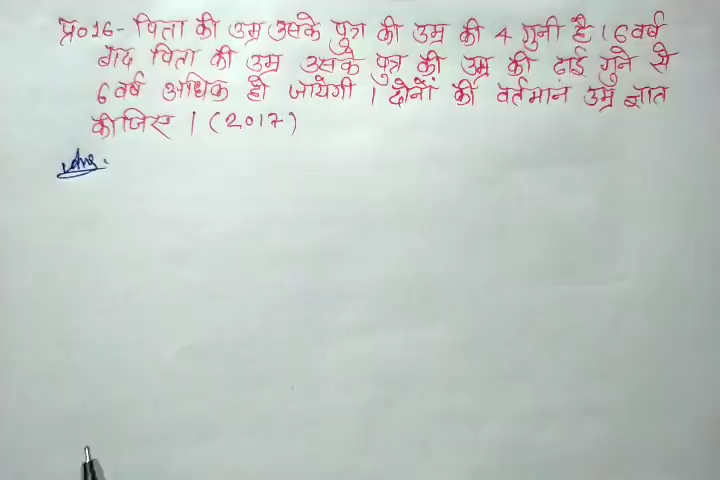 प्र०16- पिता की उम्र उसके पुत्र की उम्र की 4 गुनी है। 6 वर्ष
बाद पिता की उम्र उसके पुत्र की उम्र की ढ़ाई गुने से
6 वर्ष अधिक हो जायेगी। दोनों की वर्तमान उम्र ज्ञात
कीजिस। (2017)
Ans.